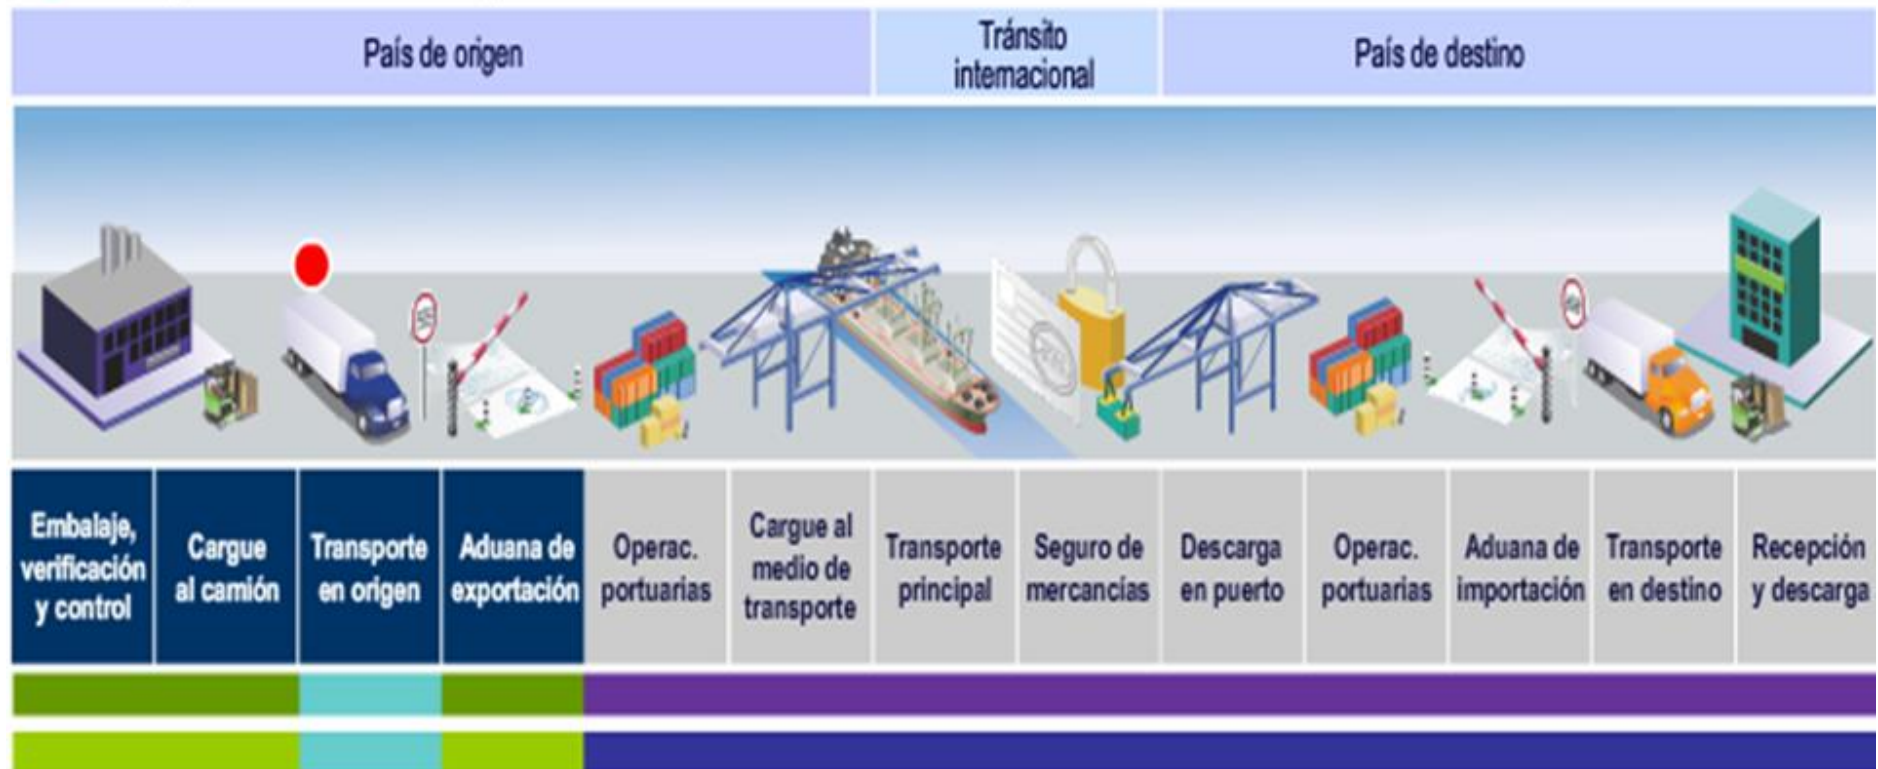 País de origen
Tránsito
internacional
País de destino
Embalaje,
verificación
y control
Cargue
al camión
Transporte
en origen
Aduana de
exportación
Operac.
portuarias
Cargue al
medio de
transporte
Transporte
principal
Seguro de
mercancías
Descarga
en puerto
Operac.
portuarias
Aduana de
importación
Transporte
en destino
Recepción
y descarga